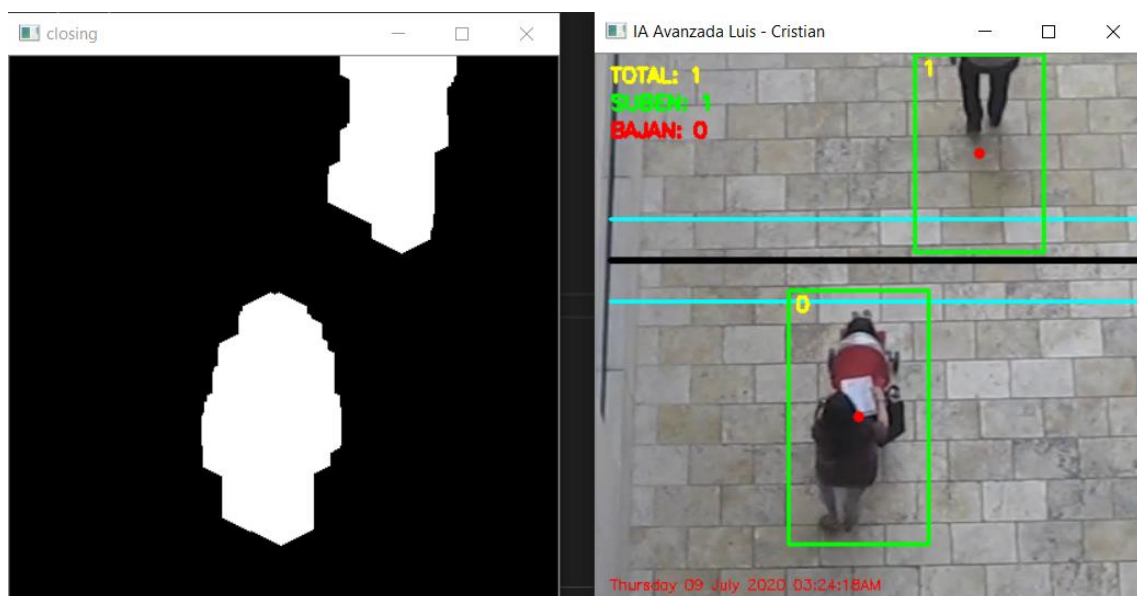 closing
IA Avanzada Luis - Cristian
TOTAL: 1
SUBEN: 1
BAJAN: 0
1
0
Thursday 09 July 2020 03:24:18AM